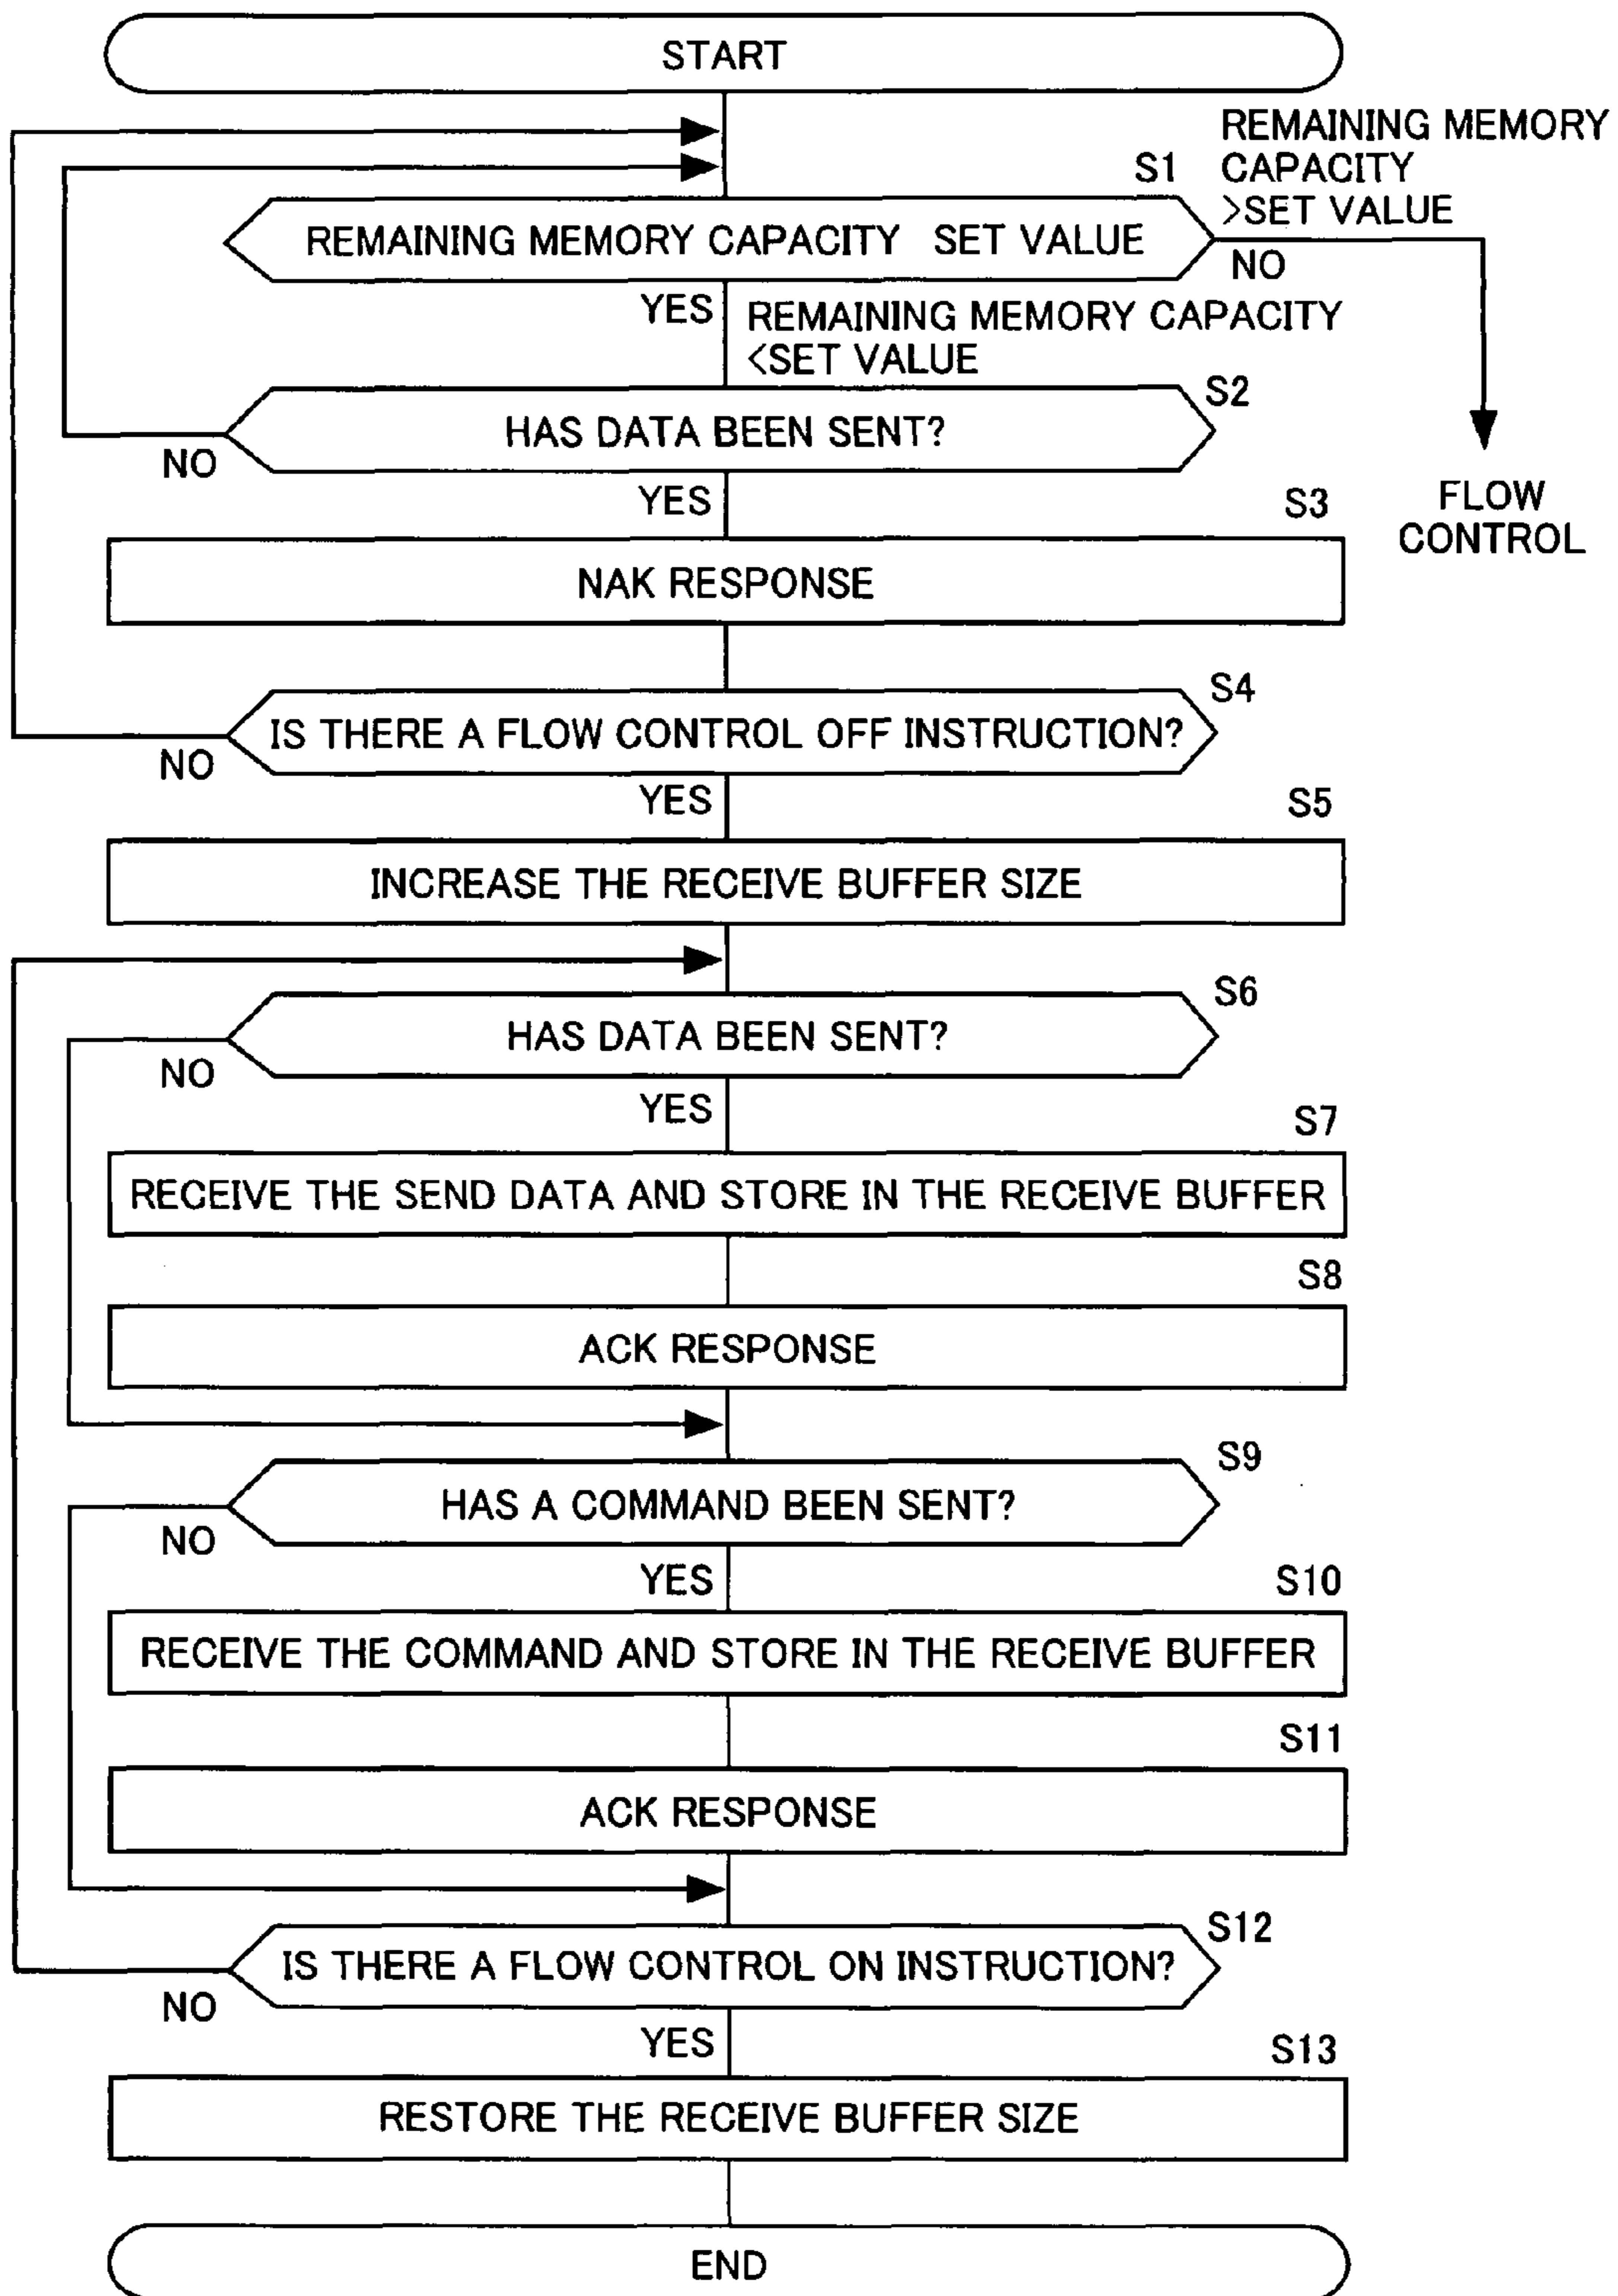 START
REMAINING MEMORY
CAPACITY
>SET VALUE
S1
REMAINING MEMORY CAPACITY SET VALUE
NO
YES
REMAINING MEMORY CAPACITY
<SET VALUE
S2
HAS DATA BEEN SENT?
NO
YES
FLOW
CONTROL
S3
NAK RESPONSE
S4
IS THERE A FLOW CONTROL OFF INSTRUCTION?
NO
YES
S5
INCREASE THE RECEIVE BUFFER SIZE
S6
HAS DATA BEEN SENT?
NO
YES
S7
RECEIVE THE SEND DATA AND STORE IN THE RECEIVE BUFFER
S8
ACK RESPONSE
S9
HAS A COMMAND BEEN SENT?
NO
YES
S10
RECEIVE THE COMMAND AND STORE IN THE RECEIVE BUFFER
S11
ACK RESPONSE
S12
IS THERE A FLOW CONTROL ON INSTRUCTION?
NO
YES
S13
RESTORE THE RECEIVE BUFFER SIZE
END